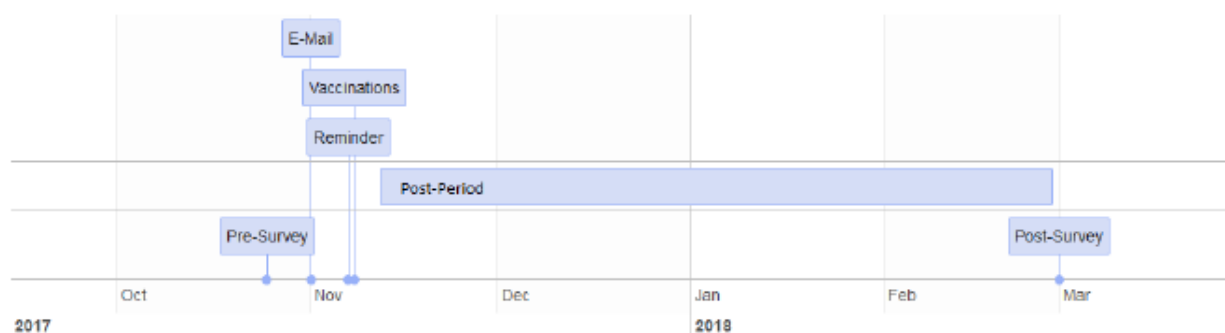 E-Mail
Vaccinations
Reminder
Post-Period
Pre-Survey
Post-Survey
Oct
Nov
Dec
Jan
Feb
Mar
2017
2018